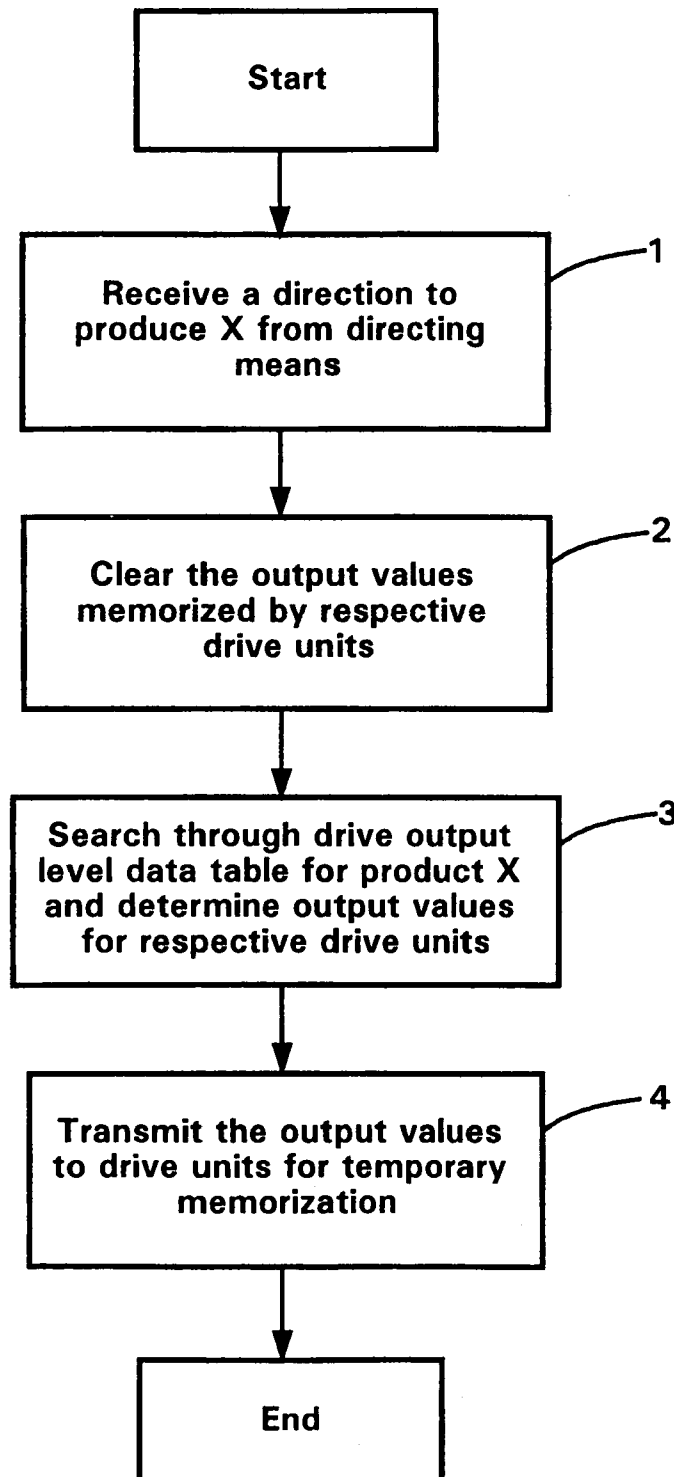 Start
1
Receive a direction to
produce X from directing
means
2
Clear the output values
memorized by respective
drive units
3
Search through drive output
level data table for product X
and determine output values
for respective drive units
4
Transmit the output values
to drive units for temporary
memorization
End